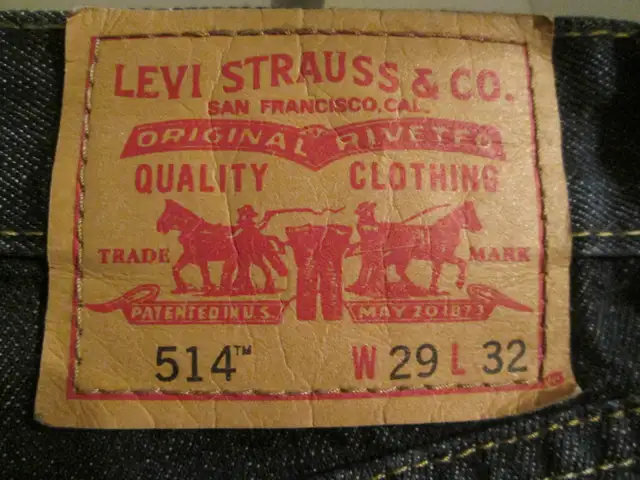 LEVI STRAUSS & CO.
SAN FRANCISCO, CAL.
ORIGINAL RIVETED
QUALITY CLOTHING
TRADE MARK
PATENTED IN U.S. MAY 20 1873
514™ W 29 L 32